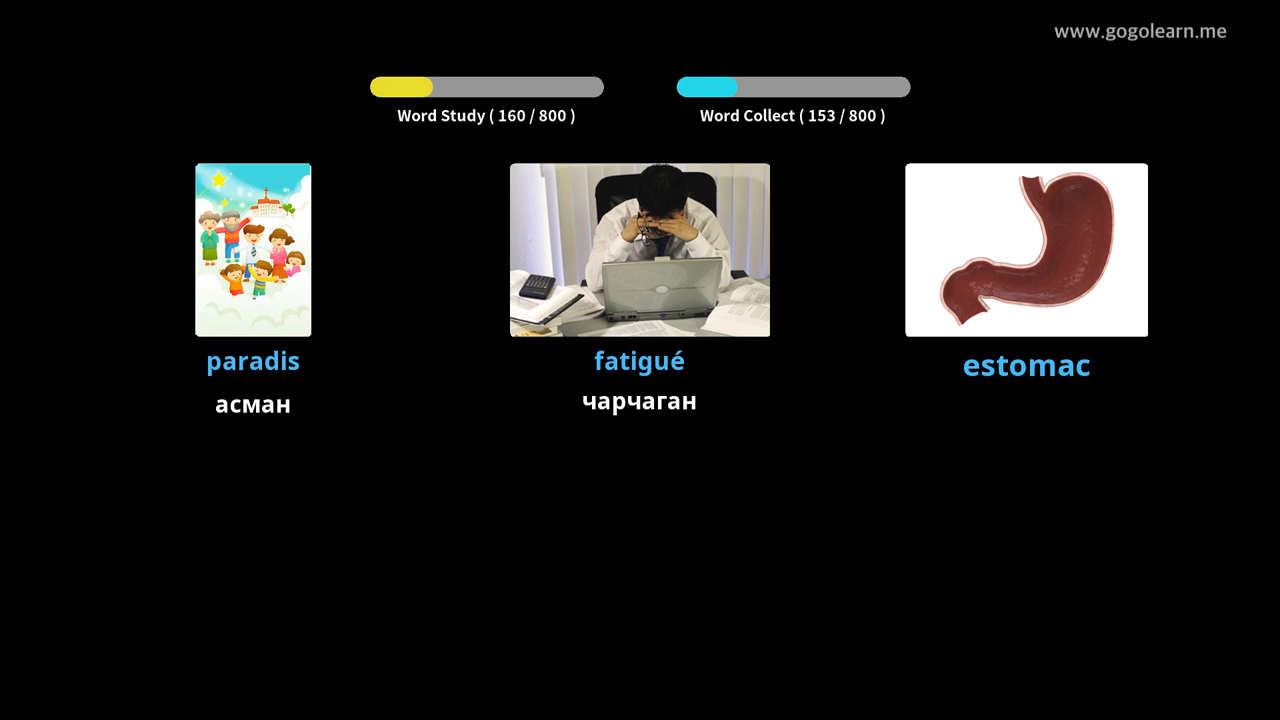 www.gogolearn.me
Word Study ( 160 / 800 )
Word Collect ( 153 / 800 )
paradis
fatigué
estomac
асман
чарчаган